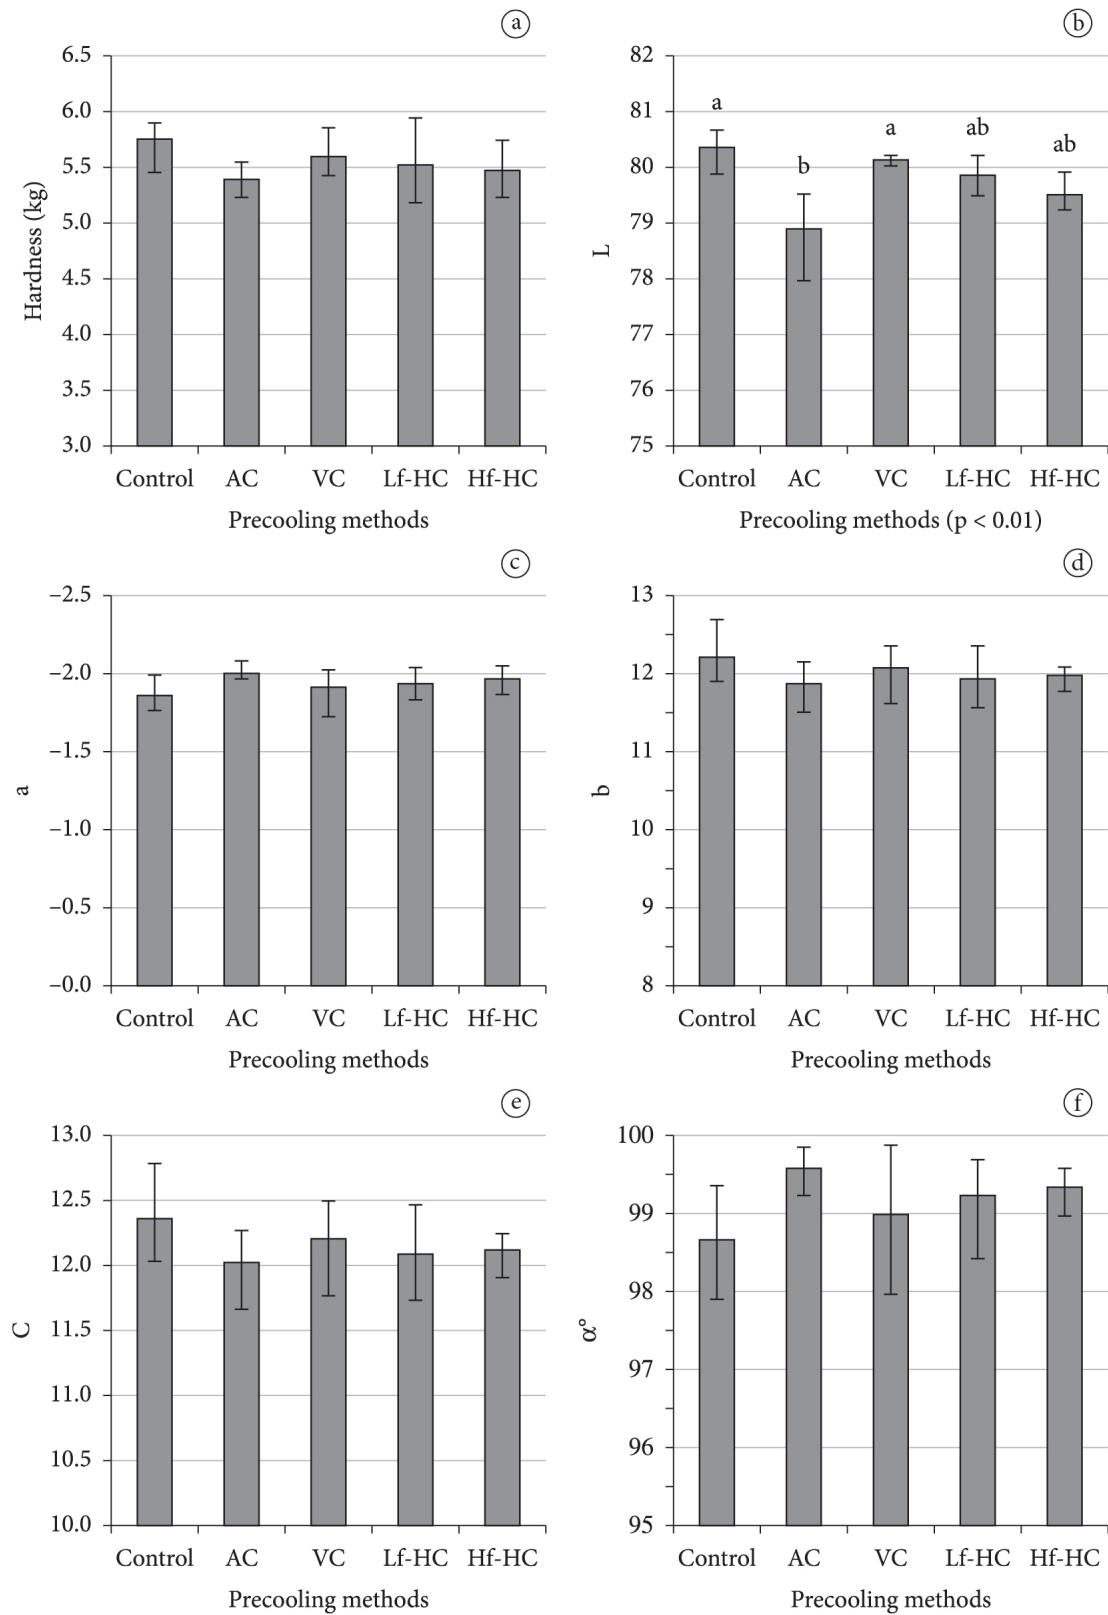 a
6.5
6.0
5.5
5.0
4.5
4.0
3.5
3.0
Hardness (kg)
Control AC VC Lf-HC Hf-HC
Precooling methods
b
82
81
80
79
78
77
76
75
L
a
b
a
ab
ab
Control AC VC Lf-HC Hf-HC
Precooling methods (p < 0.01)
c
–2.5
–2.0
–1.5
–1.0
–0.5
–0.0
a
Control AC VC Lf-HC Hf-HC
Precooling methods
d
13
12
11
10
9
8
b
Control AC VC Lf-HC Hf-HC
Precooling methods
e
13.0
12.5
12.0
11.5
11.0
10.5
10.0
C
Control AC VC Lf-HC Hf-HC
Precooling methods
f
100
99
98
97
96
95
α°
Control AC VC Lf-HC Hf-HC
Precooling methods